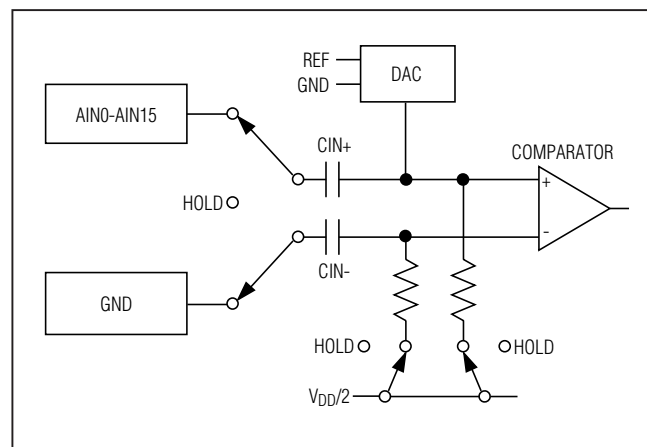 REF
GND
DAC
AIN0-AIN15
CIN+
COMPARATOR
+
HOLD
-
CIN-
GND
HOLD
HOLD
VDD/2